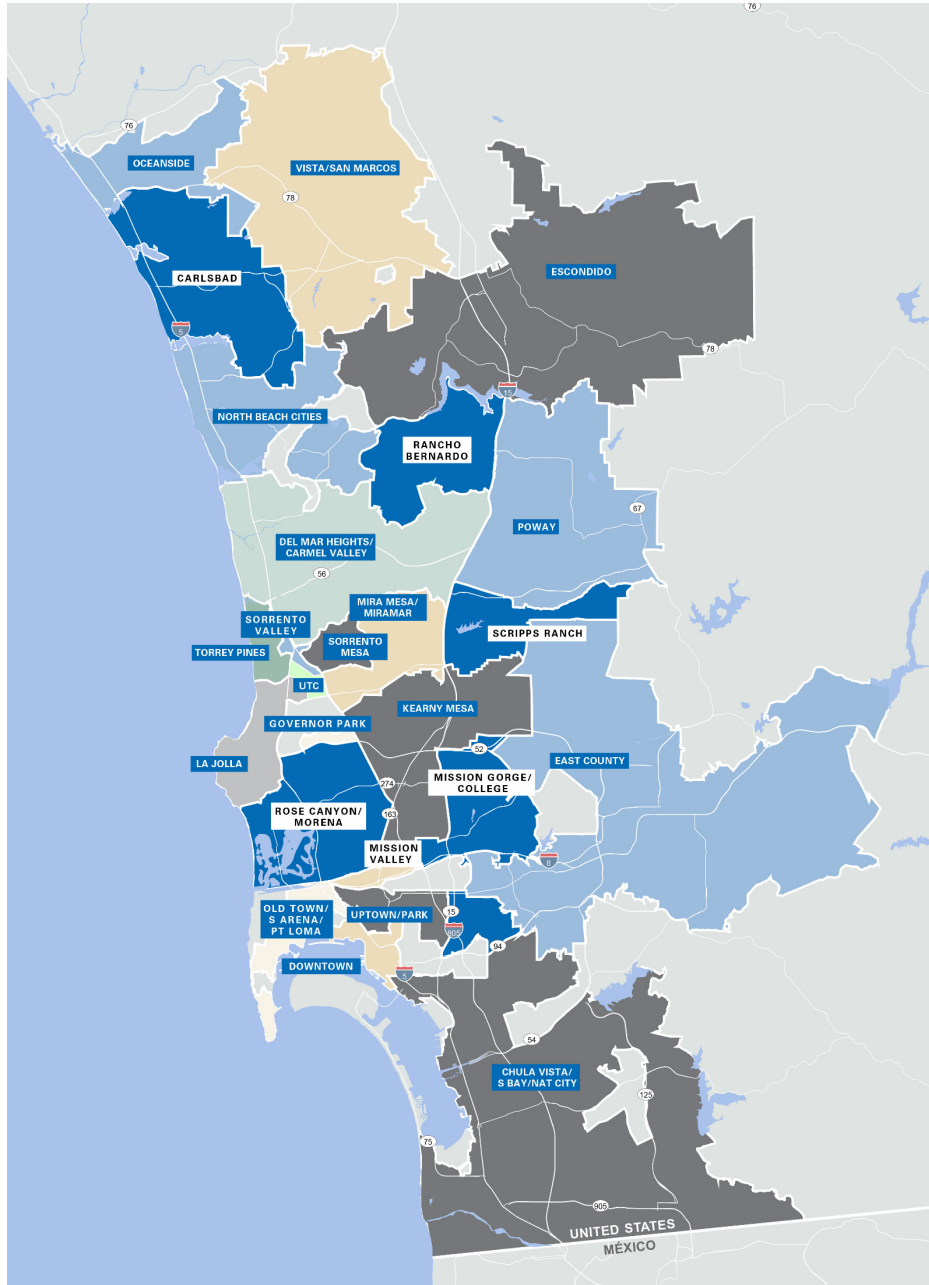 76
76
OCEANSIDE
VISTA/SAN MARCOS
78
ESCONDIDO
CARLSBAD
5
78
15
NORTH BEACH CITIES
RANCHO
BERNARDO
67
POWAY
DEL MAR HEIGHTS/
CARMEL VALLEY
56
MIRA MESA/
MIRAMAR
SORRENTO
VALLEY
SCRIPPS RANCH
SORRENTO
MESA
TORREY PINES
UTC
KEARNY MESA
GOVERNOR PARK
52
LA JOLLA
EAST COUNTY
274
MISSION GORGE/
COLLEGE
163
ROSE CANYON/
MORENA
MISSION
VALLEY
8
OLD TOWN/
S ARENA/
PT LOMA
UPTOWN/PARK
15
805
94
DOWNTOWN
5
54
CHULA VISTA/
S BAY/NAT CITY
125
75
905
UNITED STATES
MÉXICO